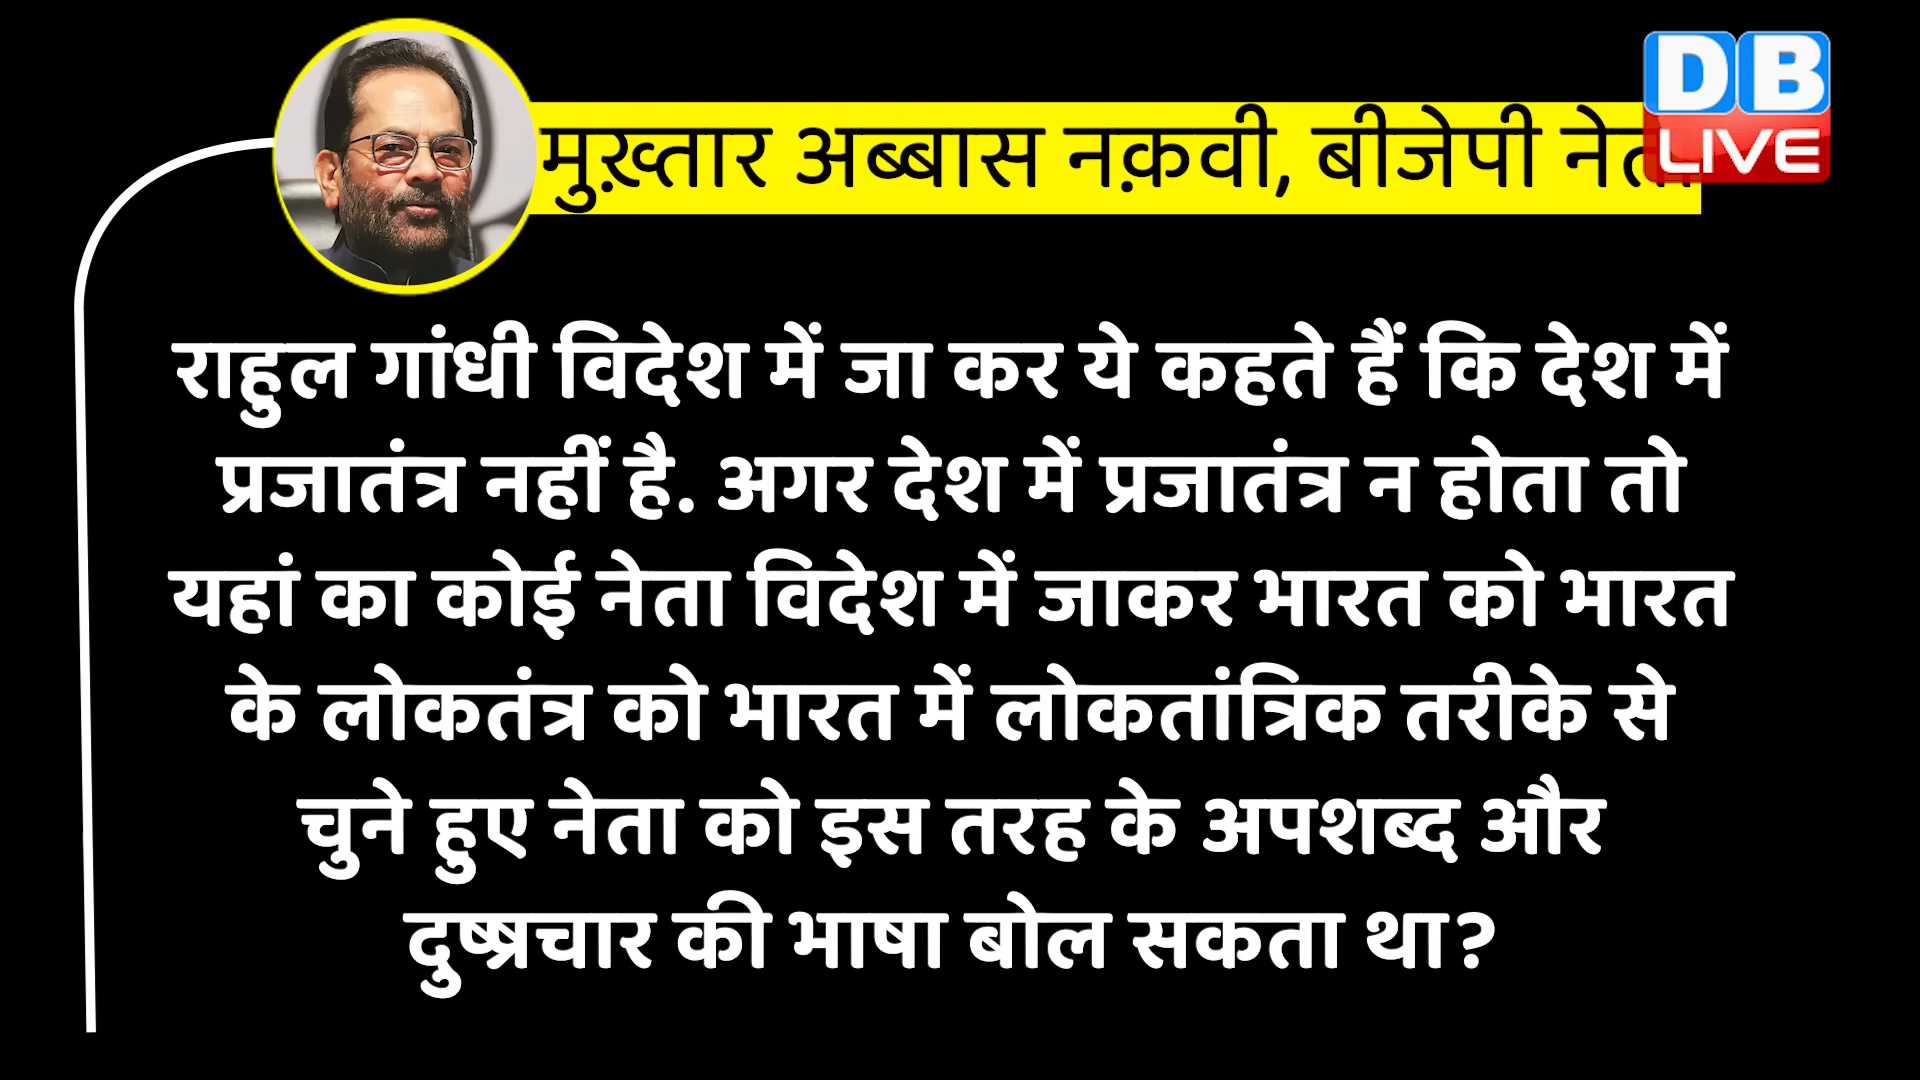 मुख़्तार अब्बास नक़वी, बीजेपी नेता
DB
LIVE
राहुल गांधी विदेश में जा कर ये कहते हैं कि देश में
प्रजातंत्र नहीं है. अगर देश में प्रजातंत्र न होता तो
यहां का कोई नेता विदेश में जाकर भारत को भारत
के लोकतंत्र को भारत में लोकतांत्रिक तरीके से
चुने हुए नेता को इस तरह के अपशब्द और
दुष्प्रचार की भाषा बोल सकता था?